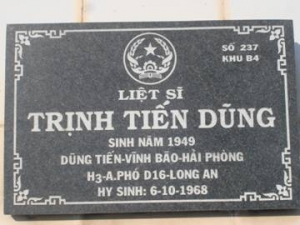 SỐ 237
KHU B4
LIỆT SĨ
TRỊNH TIẾN DŨNG
SINH NĂM 1949
DŨNG TIẾN-VĨNH BẢO-HẢI PHÒNG
H3-A.PHÓ D16-LONG AN
HY SINH: 6-10-1968